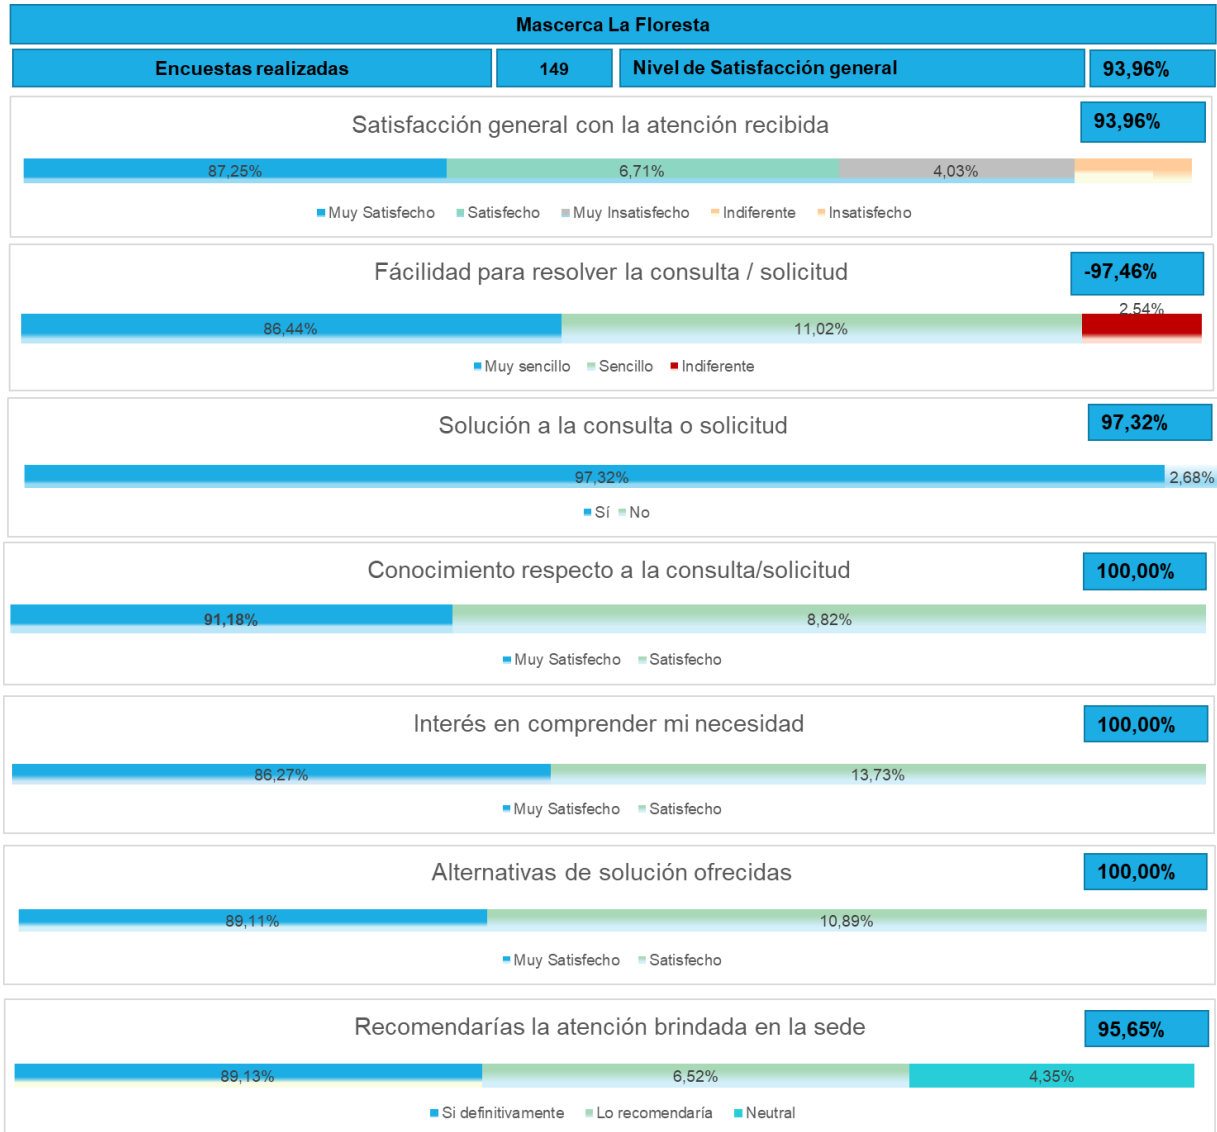 Mascerca La Floresta
Encuestas realizadas 149 Nivel de Satisfacción general 93,96%
Satisfacción general con la atención recibida 93,96%
87,25% 6,71% 4,03%
Muy Satisfecho Satisfecho Muy Insatisfecho Indiferente Insatisfecho
Fácilidad para resolver la consulta / solicitud -97,46%
86,44% 11,02% 2,54%
Muy sencillo Sencillo Indiferente
Solución a la consulta o solicitud 97,32%
97,32% 2,68%
Sí No
Conocimiento respecto a la consulta/solicitud 100,00%
91,18% 8,82%
Muy Satisfecho Satisfecho
Interés en comprender mi necesidad 100,00%
86,27% 13,73%
Muy Satisfecho Satisfecho
Alternativas de solución ofrecidas 100,00%
89,11% 10,89%
Muy Satisfecho Satisfecho
Recomendarías la atención brindada en la sede 95,65%
89,13% 6,52% 4,35%
Si definitivamente Lo recomendaría Neutral